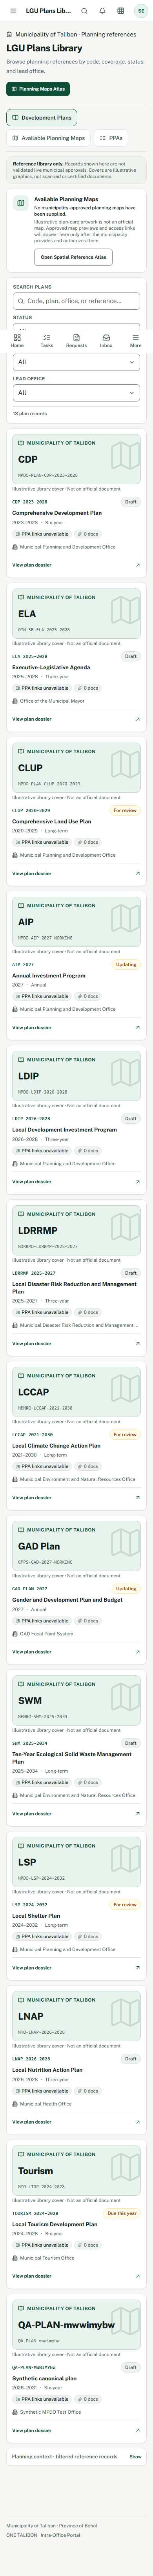 LGU Plans Lib...
SE
Municipality of Talibon · Planning references
LGU Plans Library
Browse planning references by code, coverage, status, and lead office.
Planning Maps Atlas
Development Plans
Available Planning Maps
PPAs
Reference library only. Records shown here are not validated for municipal decisions. Covers are illustrative graphics, not scanned or certified documents.
Available Planning Maps
No municipality-approved planning maps have been supplied.
Illustrative plan-card artwork is not an official map. Approved map previews and access links will appear here only after the municipality provides and authorizes them.
Open Spatial Reference Atlas
SEARCH PLANS
Code, plan, office, or reference...
STATUS
Home
Tasks
Requests
Inbox
More
All
LEAD OFFICE
All
13 plan records
MUNICIPALITY OF TALIBON
CDP
MPDO-PLAN-CDP-2023-2028
Illustrative library cover · Not an official document
CDP 2023-2028
Draft
Comprehensive Development Plan
2023-2028 · Six-year
PPA links unavailable
0 docs
Municipal Planning and Development Office
View plan dossier
MUNICIPALITY OF TALIBON
ELA
OMM-SB-ELA-2025-2028
Illustrative library cover · Not an official document
ELA 2025-2028
Draft
Executive-Legislative Agenda
2025-2028 · Three-year
PPA links unavailable
0 docs
Office of the Municipal Mayor
View plan dossier
MUNICIPALITY OF TALIBON
CLUP
MPDO-PLAN-CLUP-2020-2029
Illustrative library cover · Not an official document
CLUP 2020-2029
For review
Comprehensive Land Use Plan
2020-2029 · Long-term
PPA links unavailable
0 docs
Municipal Planning and Development Office
View plan dossier
MUNICIPALITY OF TALIBON
AIP
MPDO-AIP-2027-WORKING
Illustrative library cover · Not an official document
AIP 2027
Updating
Annual Investment Program
2027 · Annual
PPA links unavailable
0 docs
Municipal Planning and Development Office
View plan dossier
MUNICIPALITY OF TALIBON
LDIP
MPDO-LDIP-2026-2028
Illustrative library cover · Not an official document
LDIP 2026-2028
Draft
Local Development Investment Program
2026-2028 · Three-year
PPA links unavailable
0 docs
Municipal Planning and Development Office
View plan dossier
MUNICIPALITY OF TALIBON
LDRRMP
MDRRMO-LDRRMP-2025-2027
Illustrative library cover · Not an official document
LDRRMP 2025-2027
Draft
Local Disaster Risk Reduction and Management Plan
2025-2027 · Three-year
PPA links unavailable
0 docs
Municipal Disaster Risk Reduction and Management ...
View plan dossier
MUNICIPALITY OF TALIBON
LCCAP
MENRO-LCCAP-2021-2030
Illustrative library cover · Not an official document
LCCAP 2021-2030
For review
Local Climate Change Action Plan
2021-2030 · Long-term
PPA links unavailable
0 docs
Municipal Environment and Natural Resources Office
View plan dossier
MUNICIPALITY OF TALIBON
GAD Plan
GFPS-GAD-2027-WORKING
Illustrative library cover · Not an official document
GAD PLAN 2027
Updating
Gender and Development Plan and Budget
2027 · Annual
PPA links unavailable
0 docs
GAD Focal Point System
View plan dossier
MUNICIPALITY OF TALIBON
SWM
MENRO-SWM-2025-2034
Illustrative library cover · Not an official document
SWM 2025-2034
Draft
Ten-Year Ecological Solid Waste Management Plan
2025-2034 · Long-term
PPA links unavailable
0 docs
Municipal Environment and Natural Resources Office
View plan dossier
MUNICIPALITY OF TALIBON
LSP
MPDO-LSP-2024-2032
Illustrative library cover · Not an official document
LSP 2024-2032
For review
Local Shelter Plan
2024-2032 · Long-term
PPA links unavailable
0 docs
Municipal Planning and Development Office
View plan dossier
MUNICIPALITY OF TALIBON
LNAP
MHO-LNAP-2026-2028
Illustrative library cover · Not an official document
LNAP 2026-2028
Draft
Local Nutrition Action Plan
2026-2028 · Three-year
PPA links unavailable
0 docs
Municipal Health Office
View plan dossier
MUNICIPALITY OF TALIBON
Tourism
MTO-LTDP-2024-2028
Illustrative library cover · Not an official document
TOURISM 2024-2028
Due this year
Local Tourism Development Plan
2024-2028 · Six-year
PPA links unavailable
0 docs
Municipal Tourism Office
View plan dossier
MUNICIPALITY OF TALIBON
QA-PLAN-mwwimybw
QA-PLAN-mwwimybw
Illustrative library cover · Not an official document
QA-PLAN-MWWIMYBW
Draft
Synthetic canonical plan
2026-2031 · Six-year
PPA links unavailable
0 docs
Synthetic MPDO Test Office
View plan dossier
Planning context · filtered reference records
Show
Municipality of Talibon · Province of Bohol
ONE TALIBON · Intra-Office Portal